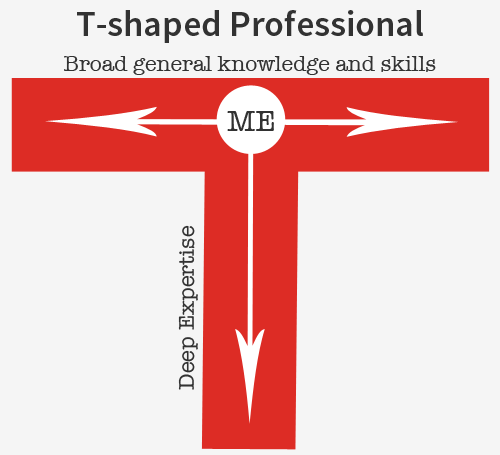 T-shaped Professional
Broad general knowledge and skills
ME
Deep Expertise